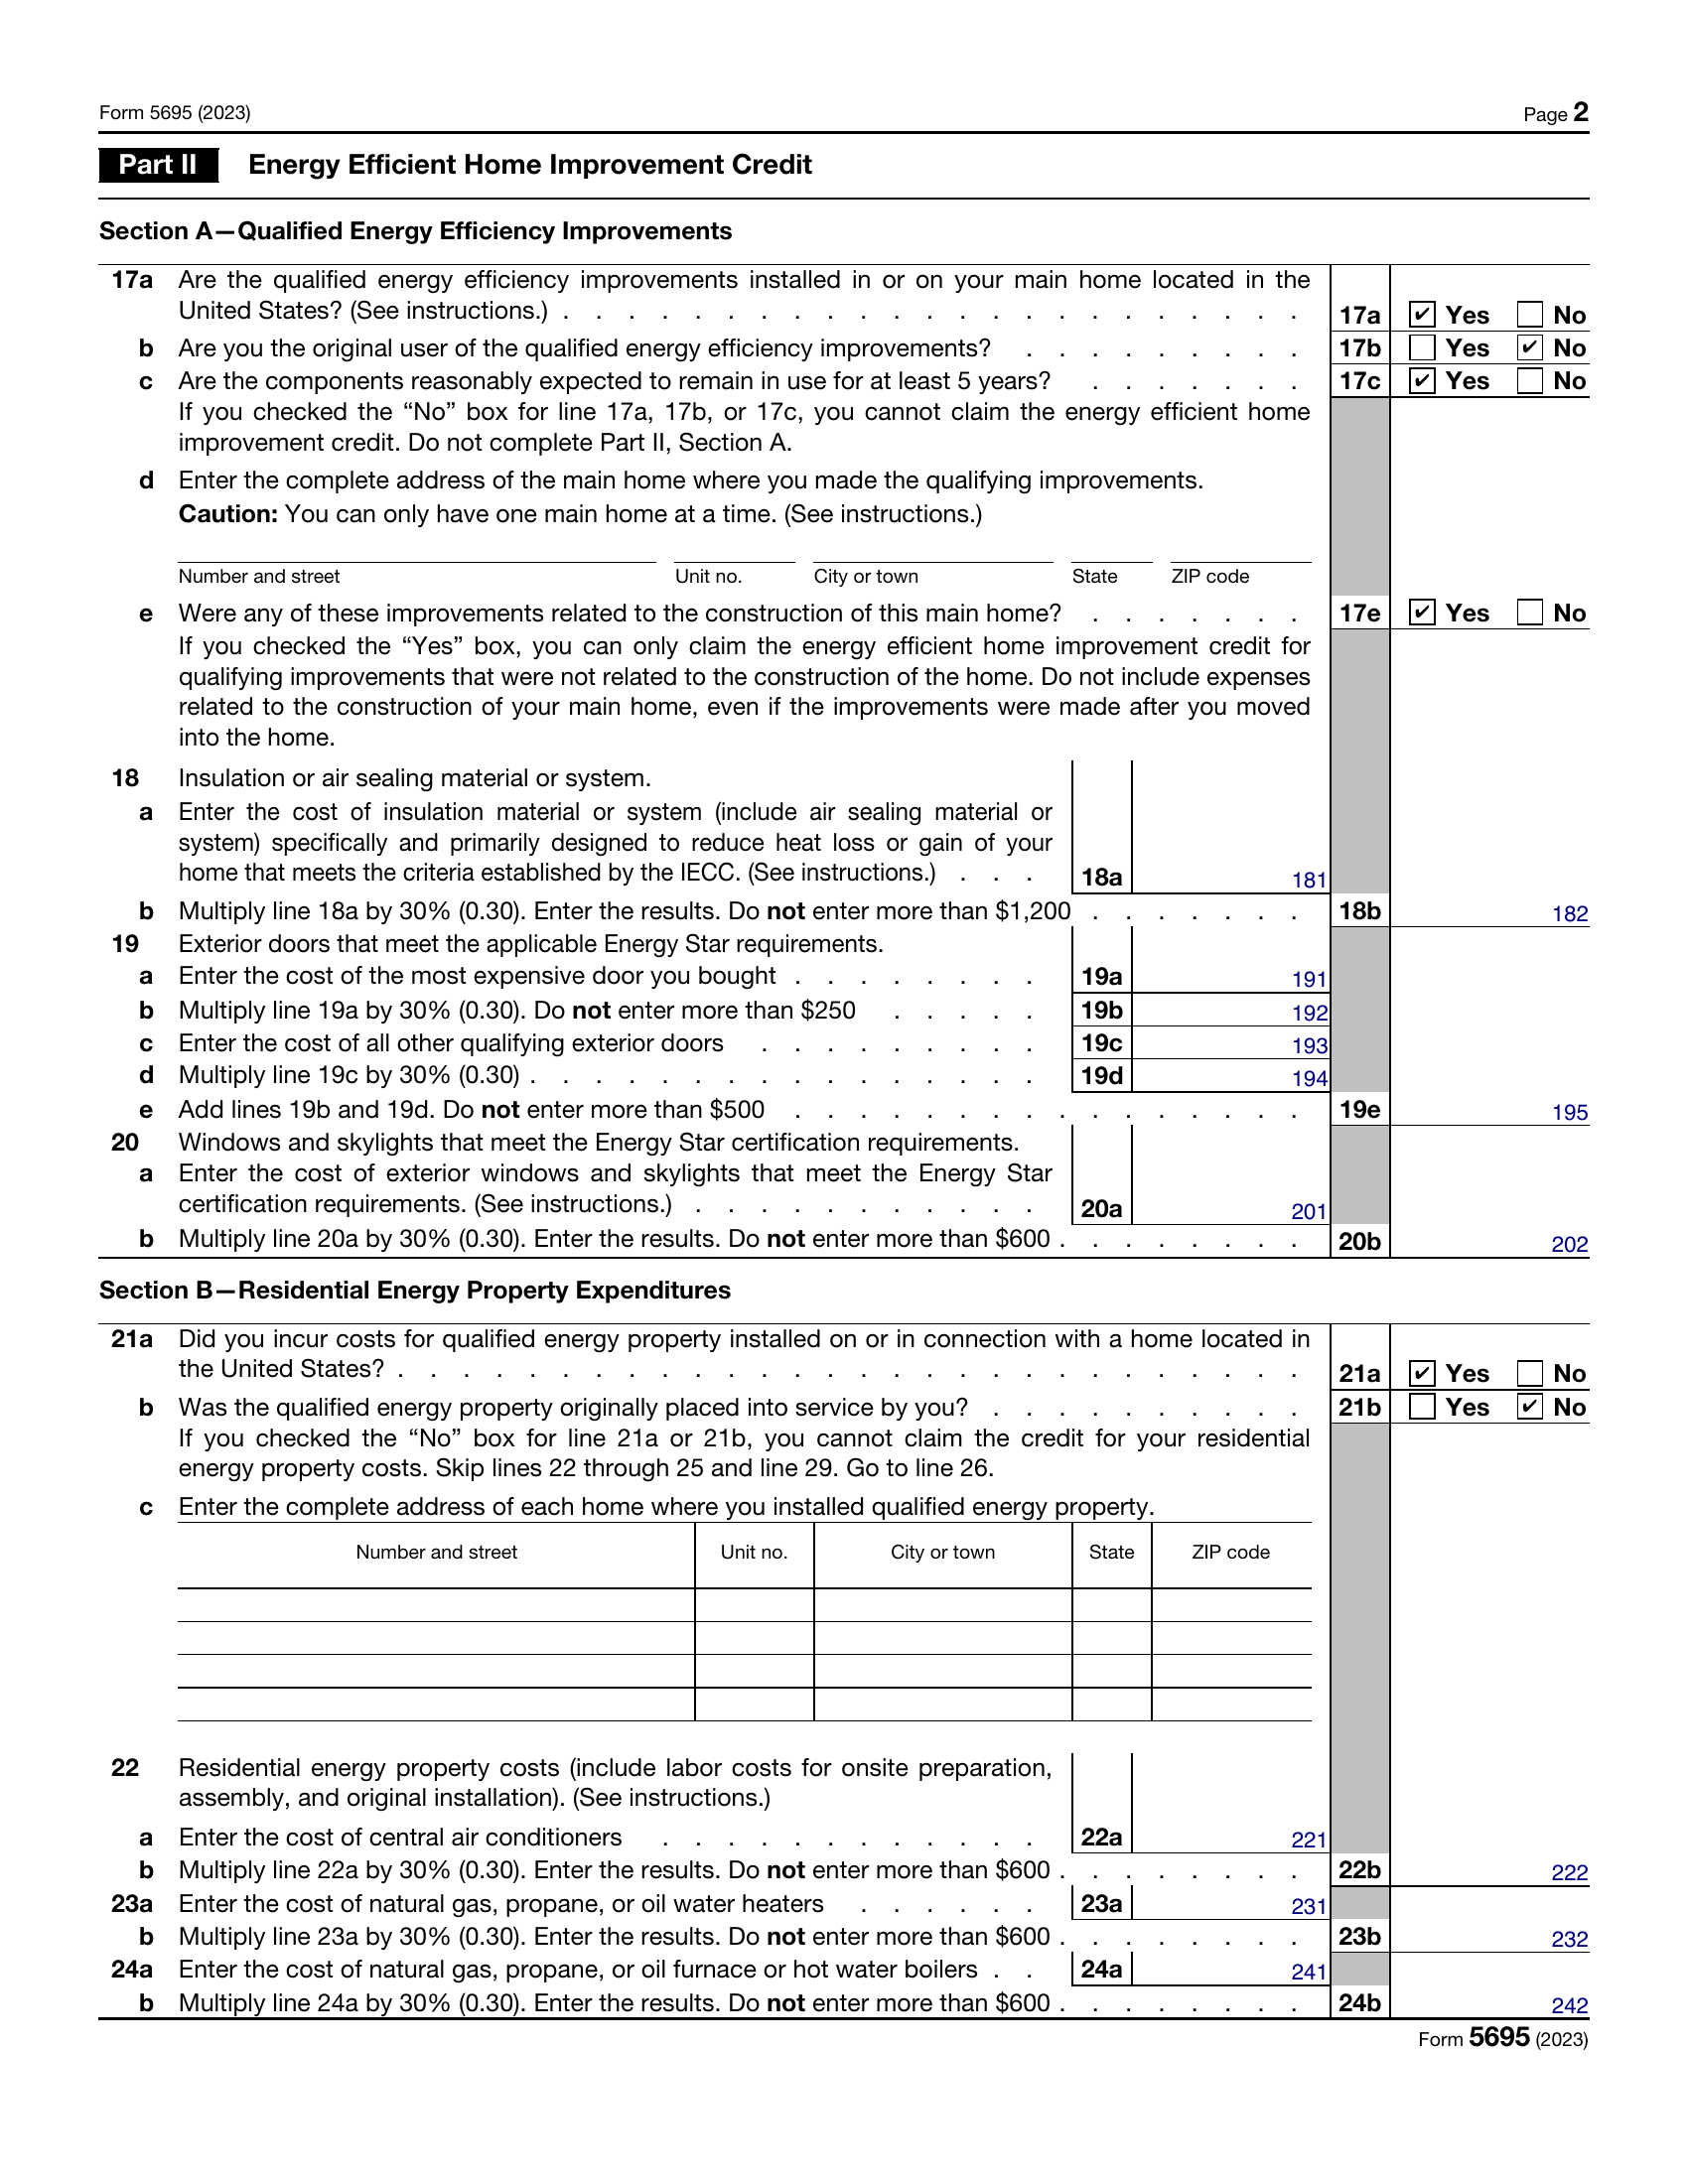 Form 5695 (2023) Page 2
Part II Energy Efficient Home Improvement Credit
Section A—Qualified Energy Efficiency Improvements
17a Are the qualified energy efficiency improvements installed in or on your main home located in the
United States? (See instructions.) . . . . . . . . . . . . . . . . . . . . . . . 17a ✔ Yes No
b Are you the original user of the qualified energy efficiency improvements? . . . . . . . . . 17b Yes ✔ No
c Are the components reasonably expected to remain in use for at least 5 years? . . . . . . . 17c ✔ Yes No
If you checked the “No” box for line 17a, 17b, or 17c, you cannot claim the energy efficient home
improvement credit. Do not complete Part II, Section A.
d Enter the complete address of the main home where you made the qualifying improvements.
Caution: You can only have one main home at a time. (See instructions.)
Number and street Unit no. City or town State ZIP code
e Were any of these improvements related to the construction of this main home? . . . . . . . 17e ✔ Yes No
If you checked the “Yes” box, you can only claim the energy efficient home improvement credit for
qualifying improvements that were not related to the construction of the home. Do not include expenses
related to the construction of your main home, even if the improvements were made after you moved
into the home.
18 Insulation or air sealing material or system.
a Enter the cost of insulation material or system (include air sealing material or
system) specifically and primarily designed to reduce heat loss or gain of your
home that meets the criteria established by the IECC. (See instructions.) . . . 18a 181
b Multiply line 18a by 30% (0.30). Enter the results. Do not enter more than $1,200 . . . . . . . 18b 182
19 Exterior doors that meet the applicable Energy Star requirements.
a Enter the cost of the most expensive door you bought . . . . . . . . 19a 191
b Multiply line 19a by 30% (0.30). Do not enter more than $250 . . . . . 19b 192
c Enter the cost of all other qualifying exterior doors . . . . . . . . . 19c 193
d Multiply line 19c by 30% (0.30) . . . . . . . . . . . . . . . . 19d 194
e Add lines 19b and 19d. Do not enter more than $500 . . . . . . . . . . . . . . . . 19e 195
20 Windows and skylights that meet the Energy Star certification requirements.
a Enter the cost of exterior windows and skylights that meet the Energy Star
certification requirements. (See instructions.) . . . . . . . . . . . 20a 201
b Multiply line 20a by 30% (0.30). Enter the results. Do not enter more than $600 . . . . . . . . 20b 202
Section B—Residential Energy Property Expenditures
21a Did you incur costs for qualified energy property installed on or in connection with a home located in
the United States? . . . . . . . . . . . . . . . . . . . . . . . . . . . . 21a ✔ Yes No
b Was the qualified energy property originally placed into service by you? . . . . . . . . . . 21b Yes ✔ No
If you checked the “No” box for line 21a or 21b, you cannot claim the credit for your residential
energy property costs. Skip lines 22 through 25 and line 29. Go to line 26.
c Enter the complete address of each home where you installed qualified energy property.
Number and street Unit no. City or town State ZIP code
22 Residential energy property costs (include labor costs for onsite preparation,
assembly, and original installation). (See instructions.)
a Enter the cost of central air conditioners . . . . . . . . . . . . 22a 221
b Multiply line 22a by 30% (0.30). Enter the results. Do not enter more than $600 . . . . . . . . 22b 222
23a Enter the cost of natural gas, propane, or oil water heaters . . . . . . 23a 231
b Multiply line 23a by 30% (0.30). Enter the results. Do not enter more than $600 . . . . . . . . 23b 232
24a Enter the cost of natural gas, propane, or oil furnace or hot water boilers . . 24a 241
b Multiply line 24a by 30% (0.30). Enter the results. Do not enter more than $600 . . . . . . . . 24b 242
Form 5695 (2023)